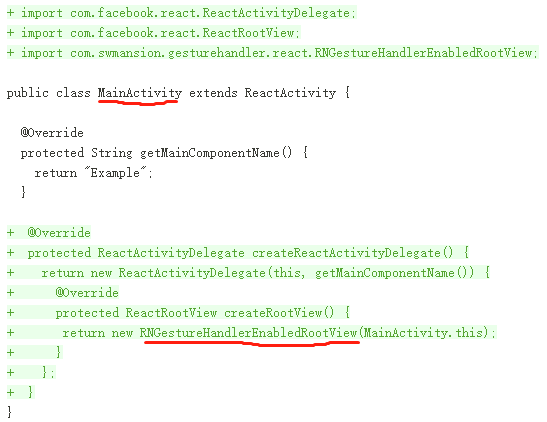 + import com.facebook.react.ReactActivityDelegate;
+ import com.facebook.react.ReactRootView;
+ import com.swmansion.gesturehandler.react.RNGestureHandlerEnabledRootView;
public class MainActivity extends ReactActivity {
@Override
protected String getMainComponentName() {
return "Example";
}
+ @Override
+ protected ReactActivityDelegate createReactActivityDelegate() {
+ return new ReactActivityDelegate(this, getMainComponentName()) {
+ @Override
+ protected ReactRootView createRootView() {
+ return new RNGestureHandlerEnabledRootView(MainActivity.this);
+ }
+ };
+ }
}